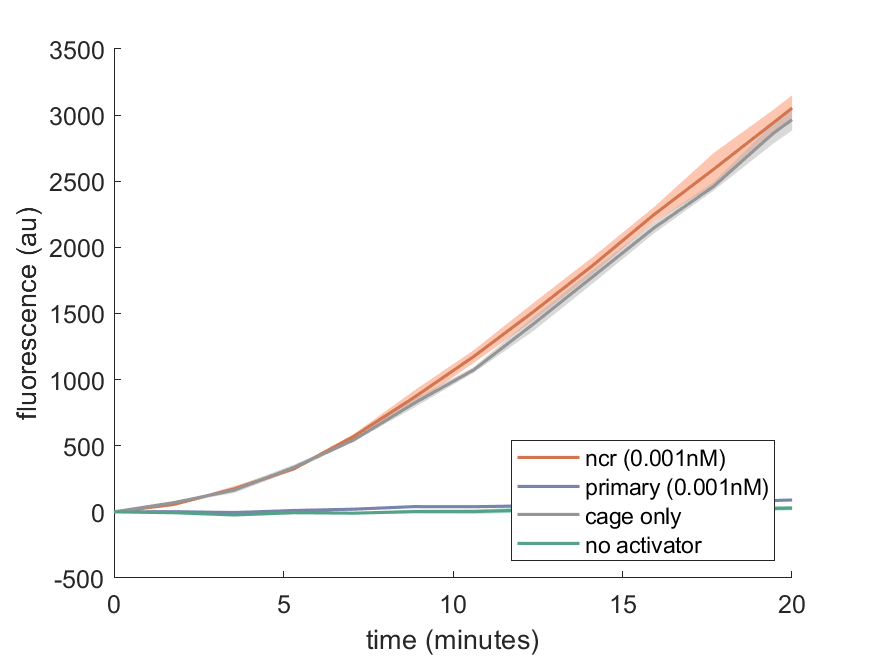 3500
3000
2500
2000
1500
1000
500
0
-500
fluorescence (au)
0 5 10 15 20
time (minutes)
ncr (0.001nM)
primary (0.001nM)
cage only
no activator